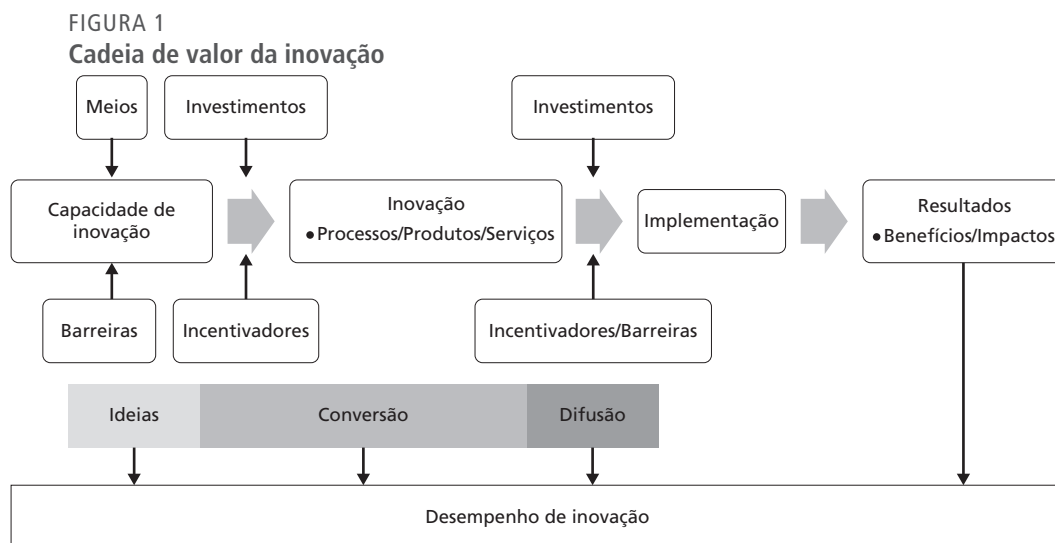 FIGURA 1
Cadeia de valor da inovação
Meios
Investimentos
Investimentos
Capacidade de
inovação
Inovação
• Processos/Produtos/Serviços
Implementação
Resultados
• Benefícios/Impactos
Barreiras
Incentivadores
Incentivadores/Barreiras
Ideias
Conversão
Difusão
Desempenho de inovação